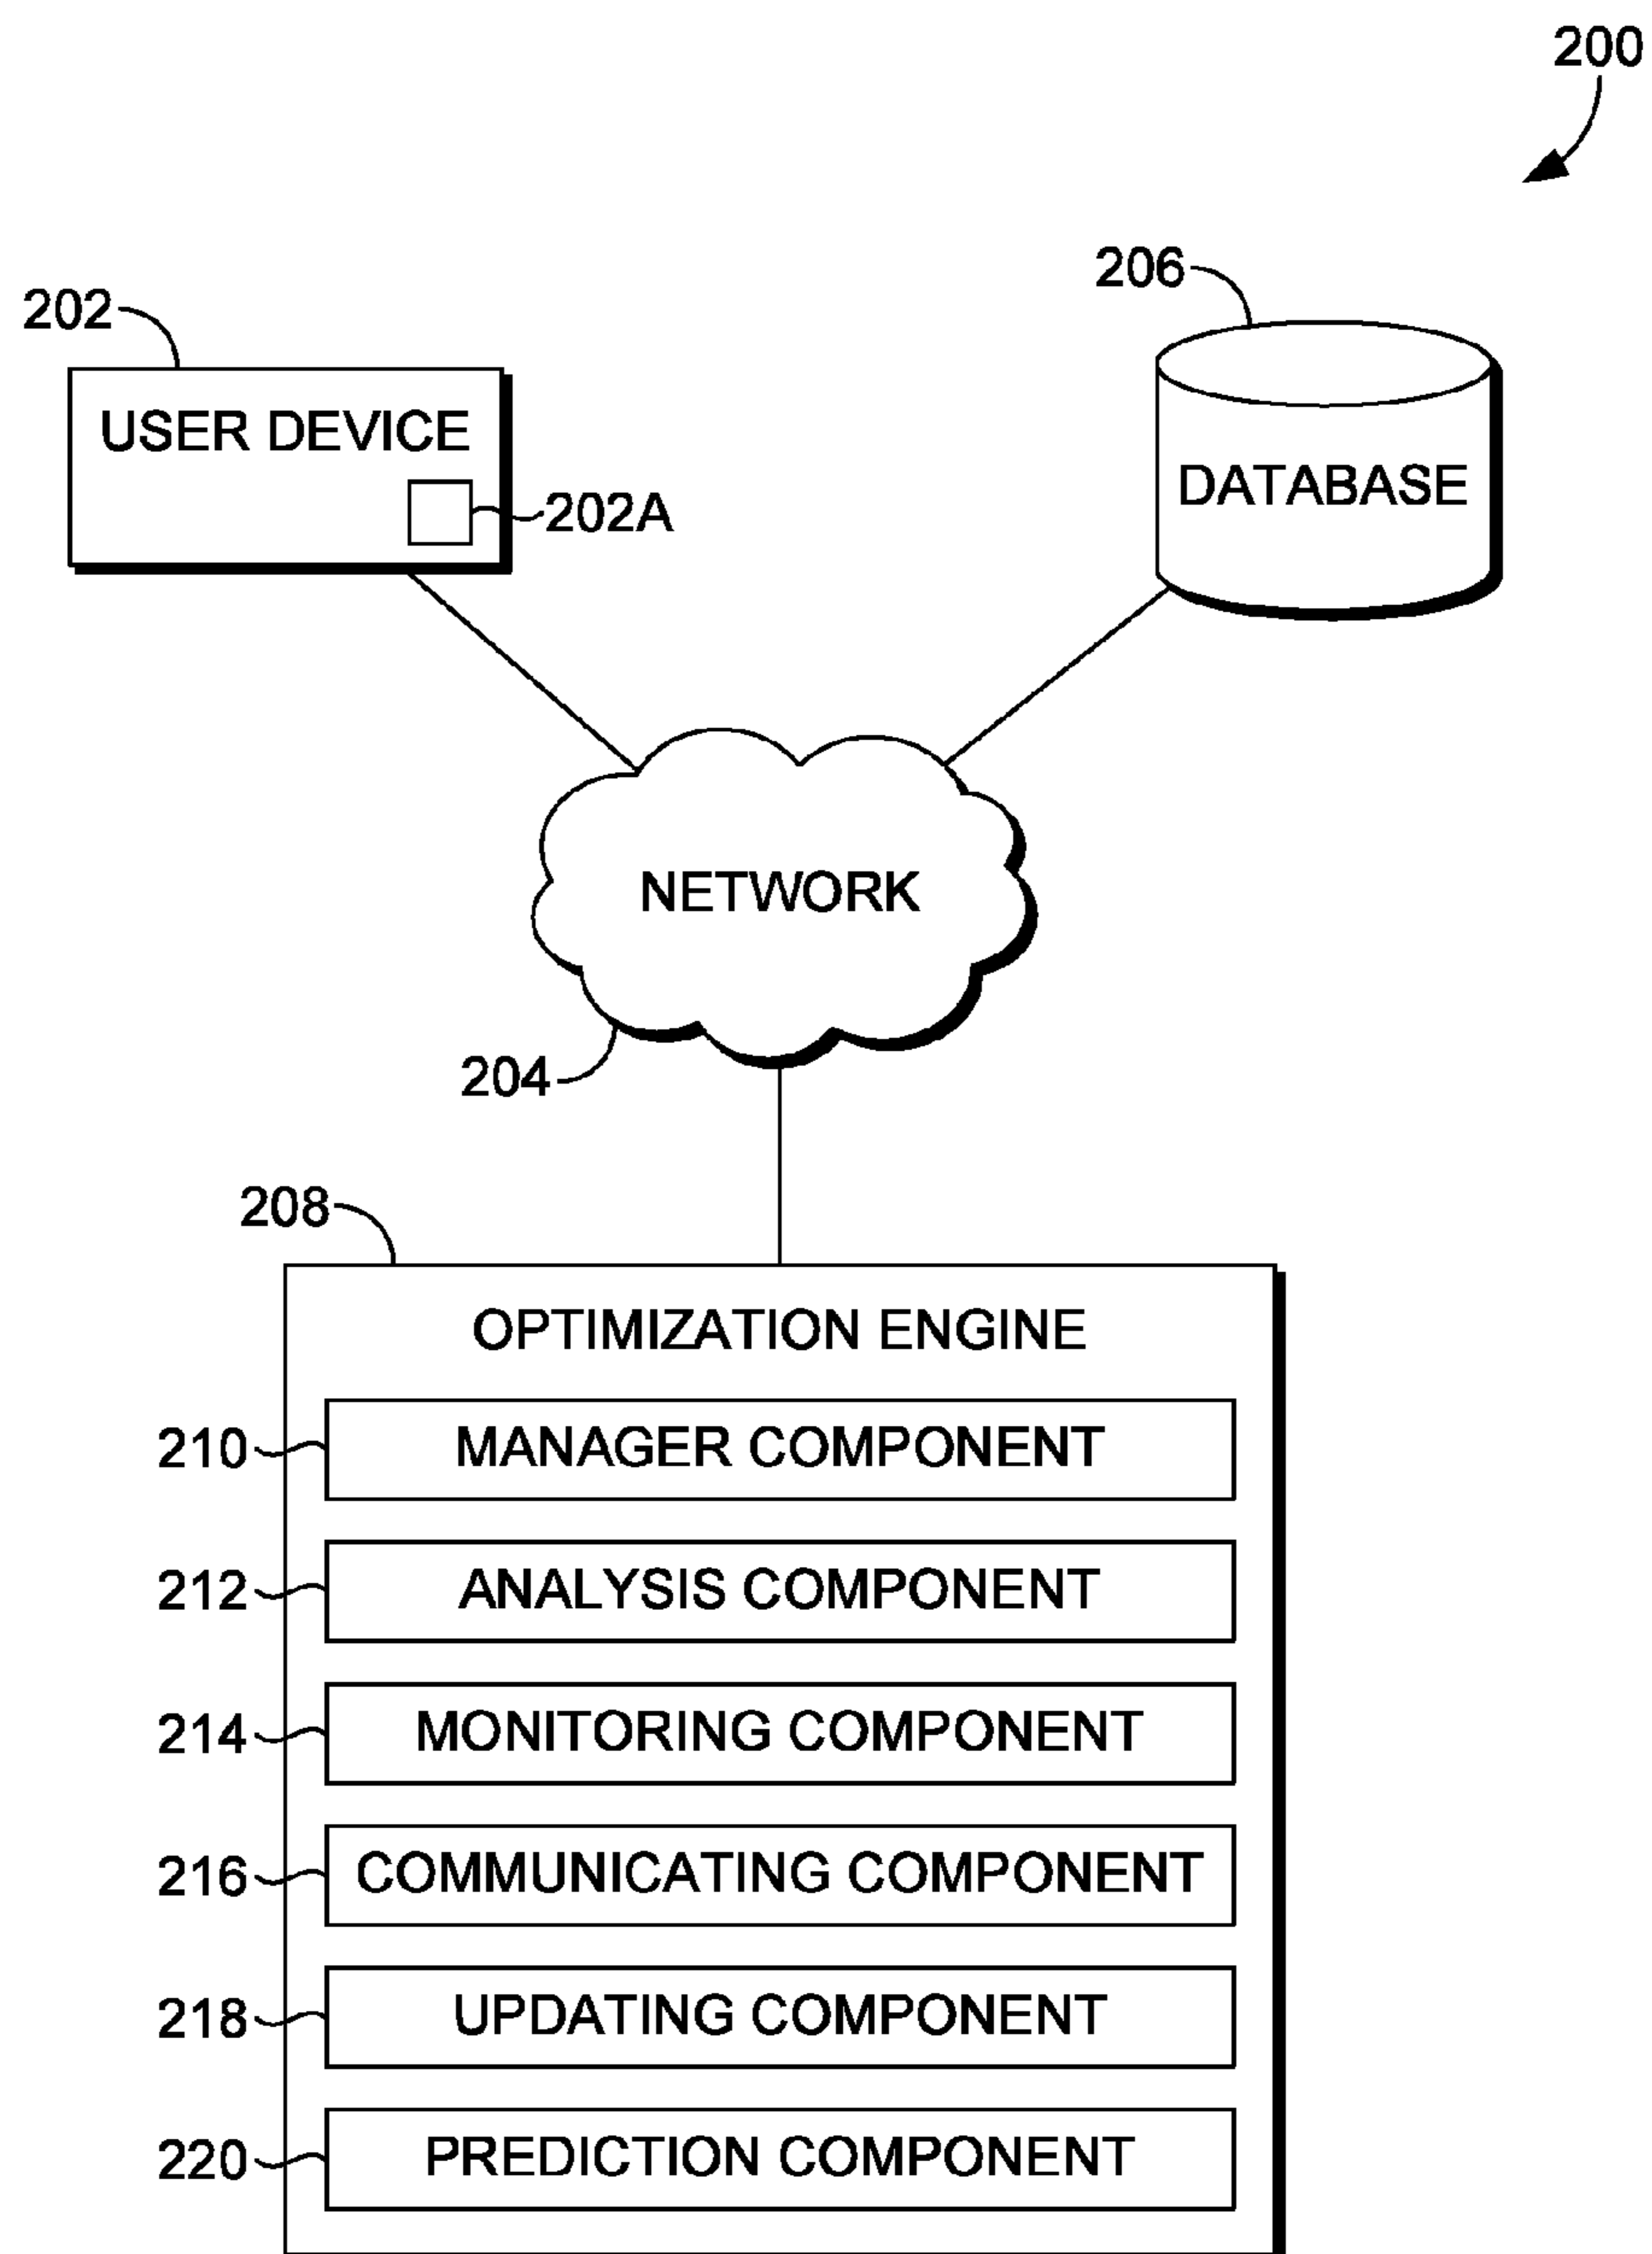 200
206
202
USER DEVICE
202A
DATABASE
NETWORK
204
208
OPTIMIZATION ENGINE
210 MANAGER COMPONENT
212 ANALYSIS COMPONENT
214 MONITORING COMPONENT
216 COMMUNICATING COMPONENT
218 UPDATING COMPONENT
220 PREDICTION COMPONENT